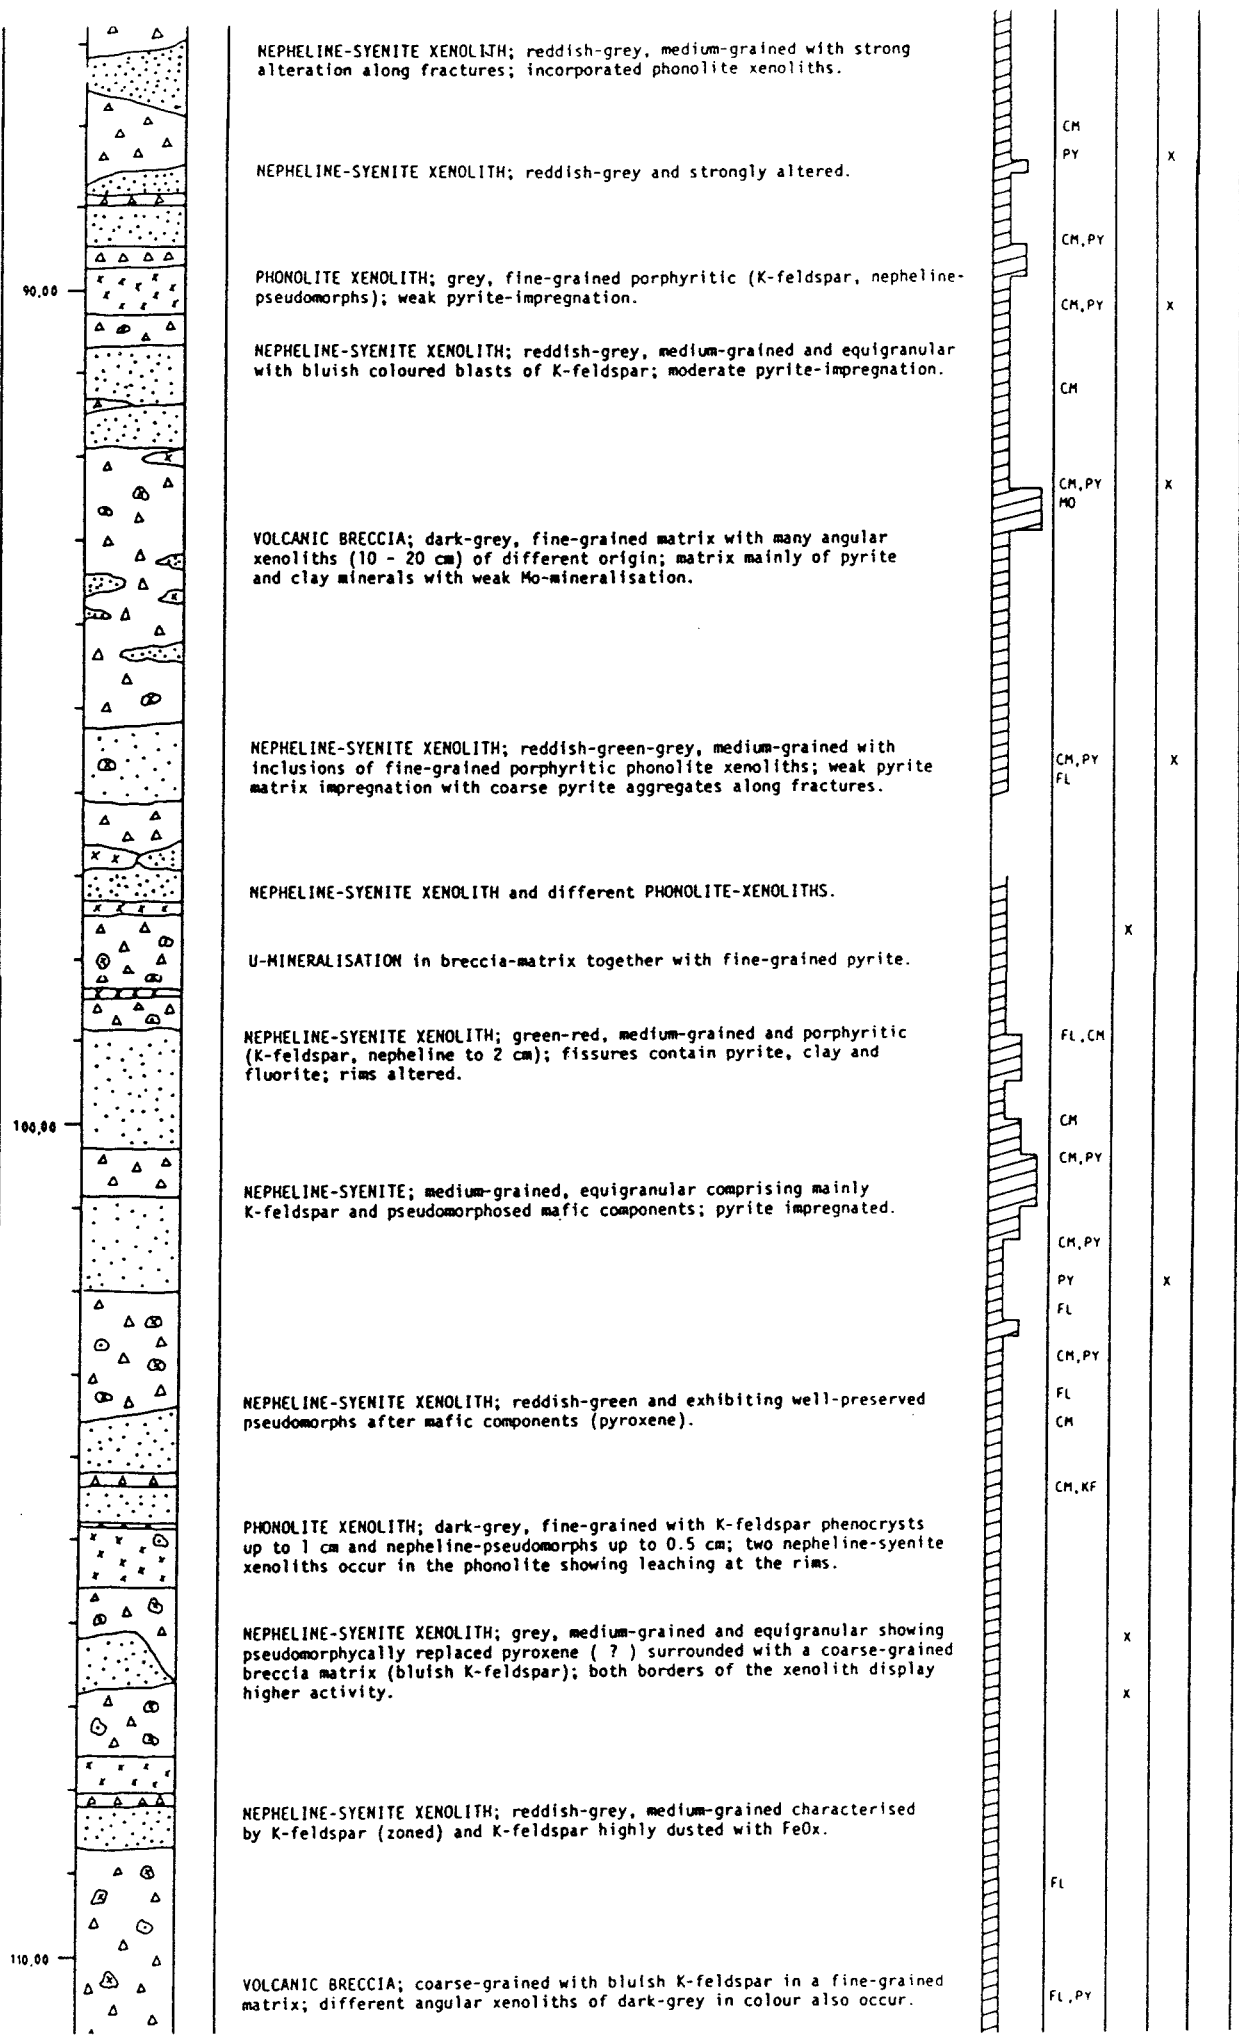 NEPHELINE-SYENITE XENOLITH; reddish-grey, medium-grained with strong
alteration along fractures; incorporated phonolite xenoliths.
CM
PY x
NEPHELINE-SYENITE XENOLITH; reddish-grey and strongly altered.
CM,PY
PHONOLITE XENOLITH; grey, fine-grained porphyritic (K-feldspar, nepheline-
90,00 pseudomorphs); weak pyrite-impregnation.
CM,PY x
NEPHELINE-SYENITE XENOLITH; reddish-grey, medium-grained and equigranular
with bluish coloured blasts of K-feldspar; moderate pyrite-impregnation.
CM
CM,PY x
MO
VOLCANIC BRECCIA; dark-grey, fine-grained matrix with many angular
xenoliths (10 - 20 cm) of different origin; matrix mainly of pyrite
and clay minerals with weak Mo-mineralisation.
NEPHELINE-SYENITE XENOLITH; reddish-green-grey, medium-grained with
inclusions of fine-grained porphyritic phonolite xenoliths; weak pyrite
matrix impregnation with coarse pyrite aggregates along fractures.
CM,PY x
FL
NEPHELINE-SYENITE XENOLITH and different PHONOLITE-XENOLITHS.
x
U-MINERALISATION in breccia-matrix together with fine-grained pyrite.
NEPHELINE-SYENITE XENOLITH; green-red, medium-grained and porphyritic
(K-feldspar, nepheline to 2 cm); fissures contain pyrite, clay and
fluorite; rims altered.
FL,CM
100,00
CM
CM,PY
NEPHELINE-SYENITE; medium-grained, equigranular comprising mainly
K-feldspar and pseudomorphosed mafic components; pyrite impregnated.
CM,PY
PY x
FL
CM,PY
FL
NEPHELINE-SYENITE XENOLITH; reddish-green and exhibiting well-preserved
pseudomorphs after mafic components (pyroxene).
CM
CM,KF
PHONOLITE XENOLITH; dark-grey, fine-grained with K-feldspar phenocrysts
up to 1 cm and nepheline-pseudomorphs up to 0.5 cm; two nepheline-syenite
xenoliths occur in the phonolite showing leaching at the rims.
NEPHELINE-SYENITE XENOLITH; grey, medium-grained and equigranular showing
x
pseudomorphycally replaced pyroxene ( ? ) surrounded with a coarse-grained
breccia matrix (bluish K-feldspar); both borders of the xenolith display
higher activity.
x
NEPHELINE-SYENITE XENOLITH; reddish-grey, medium-grained characterised
by K-feldspar (zoned) and K-feldspar highly dusted with FeOx.
FL
110,00
VOLCANIC BRECCIA; coarse-grained with bluish K-feldspar in a fine-grained
matrix; different angular xenoliths of dark-grey in colour also occur.
FL,PY